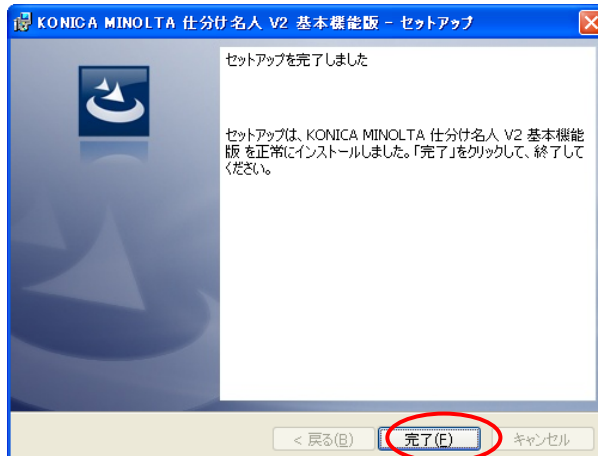 KONICA MINOLTA 仕分け名人 V2 基本機能版 - セットアップ
セットアップを完了しました
セットアップは、KONICA MINOLTA 仕分け名人 V2 基本機能
版 を正常にインストールしました。「完了」をクリックして、終了して
ください。
< 戻る(B)
完了(F)
キャンセル